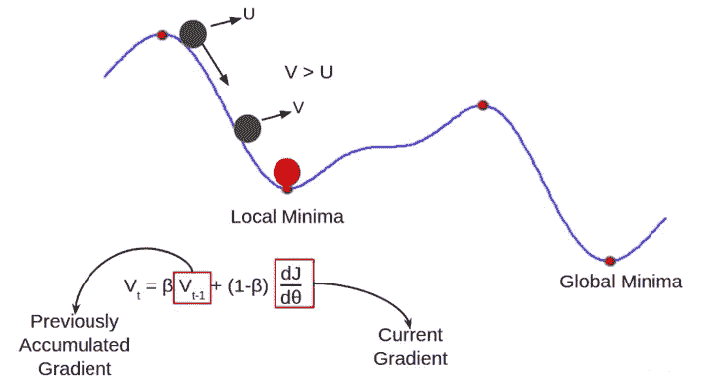 U
V > U
V
Local Minima
Global Minima
Vt = β Vt-1 + (1-β) dJ
dθ
Previously
Accumulated
Gradient
Current
Gradient